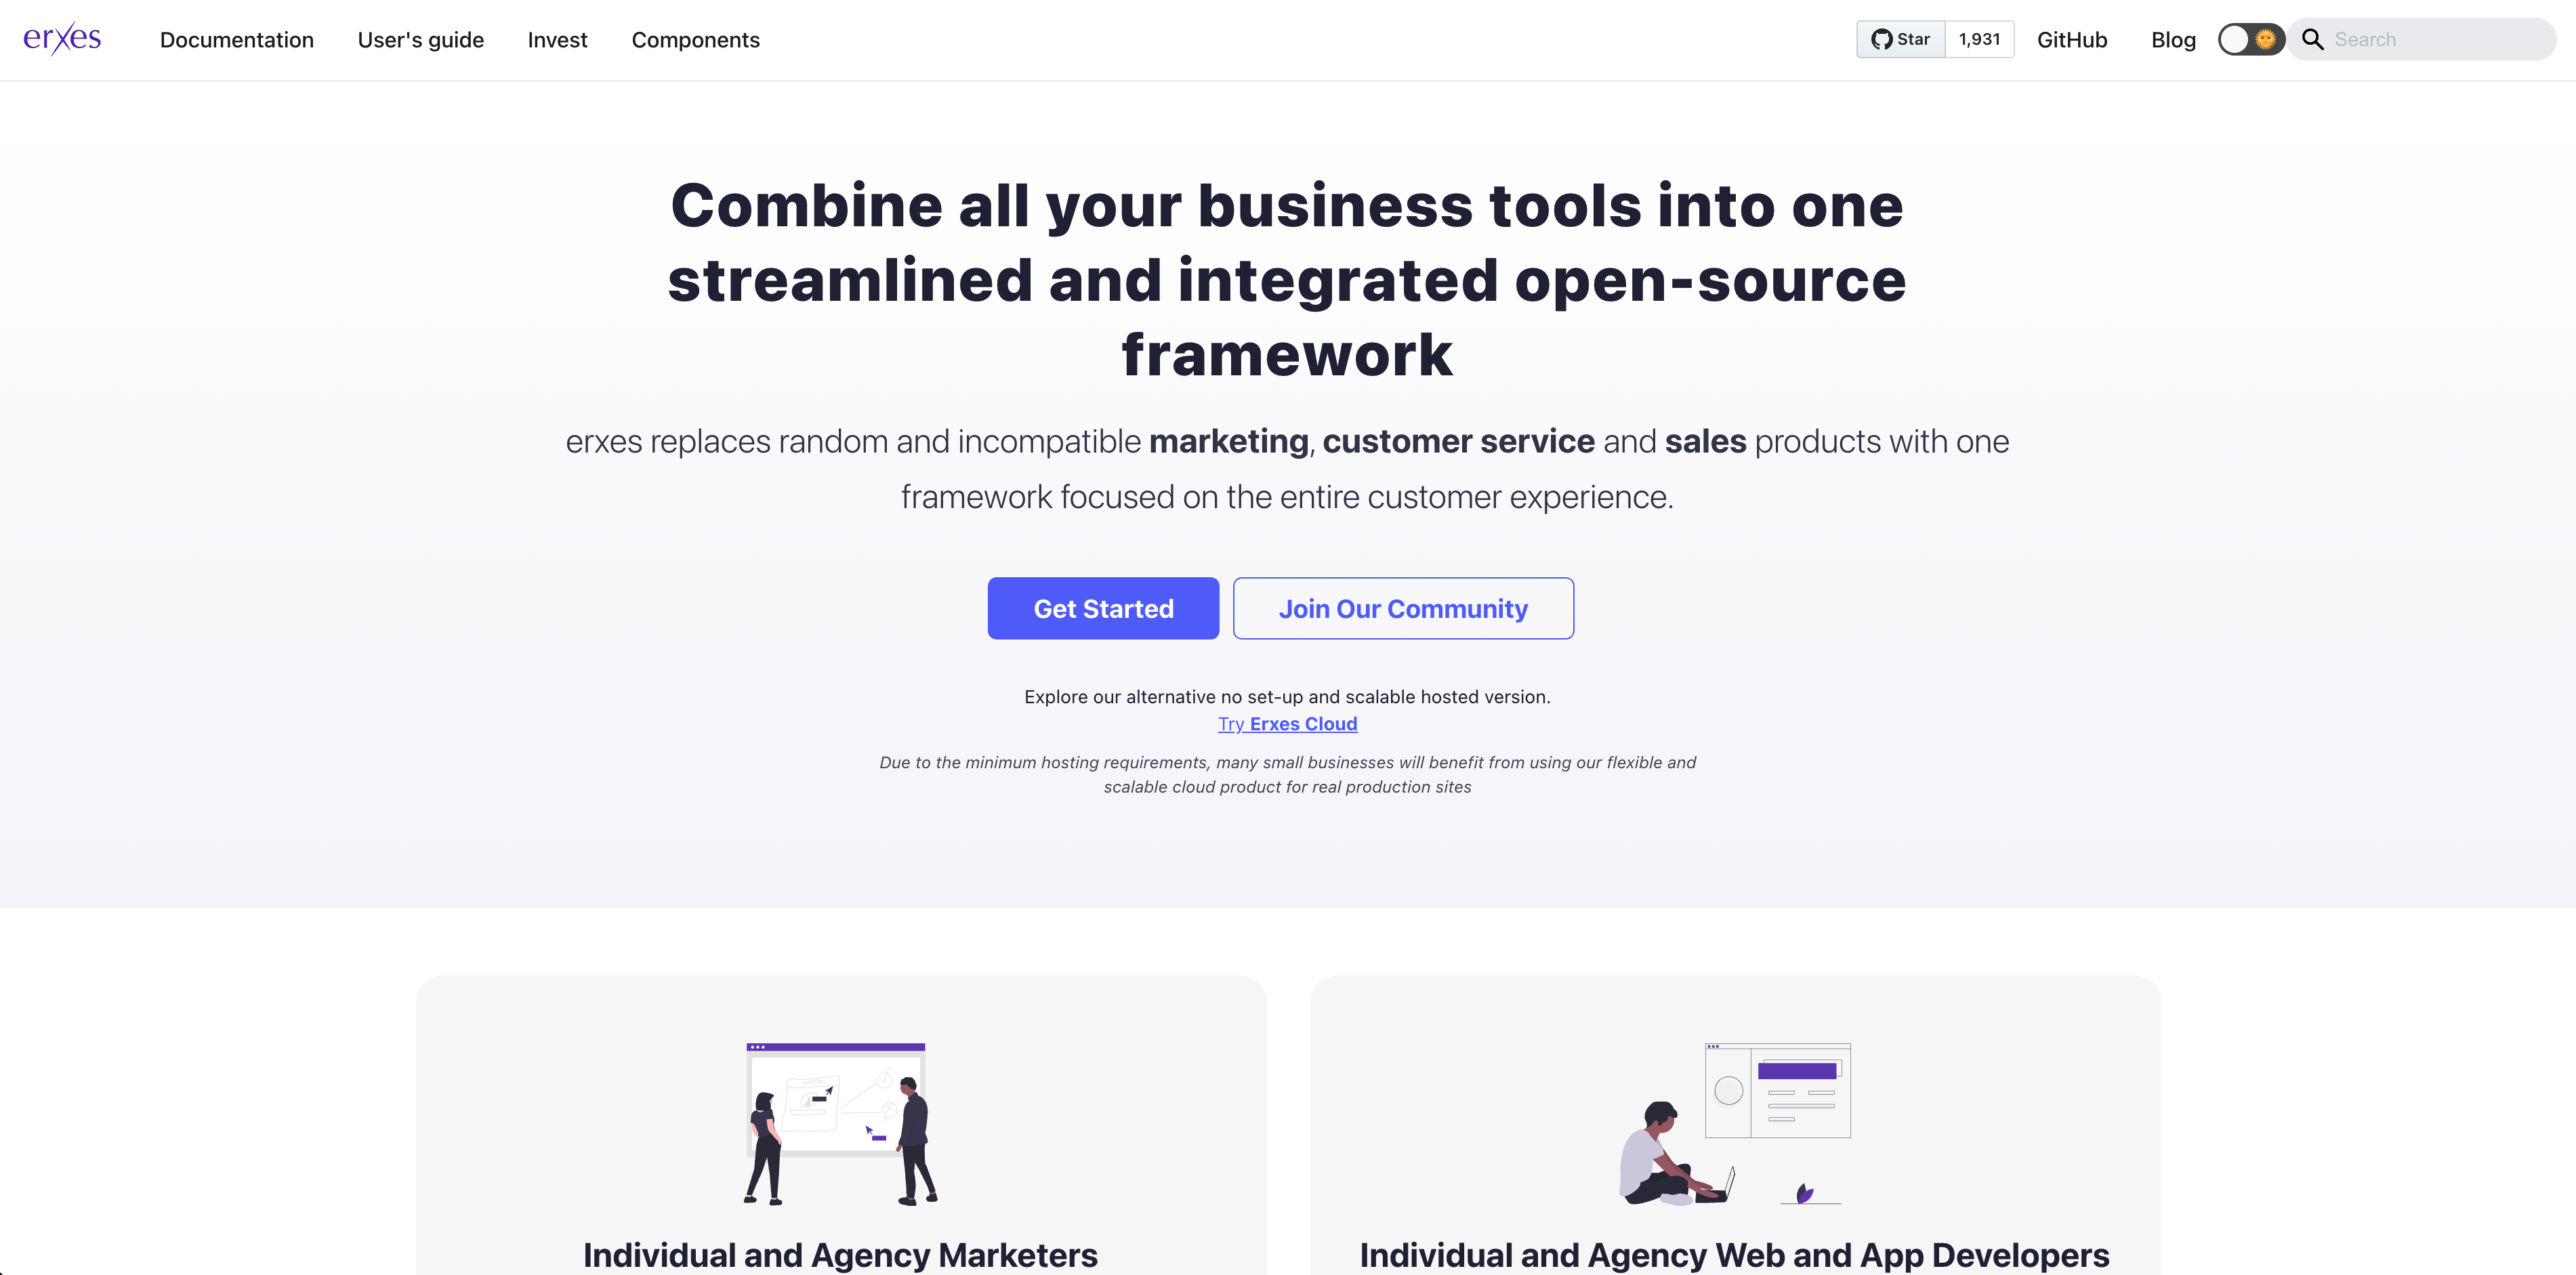 erxes
Documentation
User's guide
Invest
Components
Star
1,931
GitHub
Blog
Search
Combine all your business tools into one
streamlined and integrated open-source
framework
erxes replaces random and incompatible marketing, customer service and sales products with one
framework focused on the entire customer experience.
Get Started
Join Our Community
Explore our alternative no set-up and scalable hosted version.
Try Erxes Cloud
Due to the minimum hosting requirements, many small businesses will benefit from using our flexible and
scalable cloud product for real production sites
Individual and Agency Marketers
Individual and Agency Web and App Developers